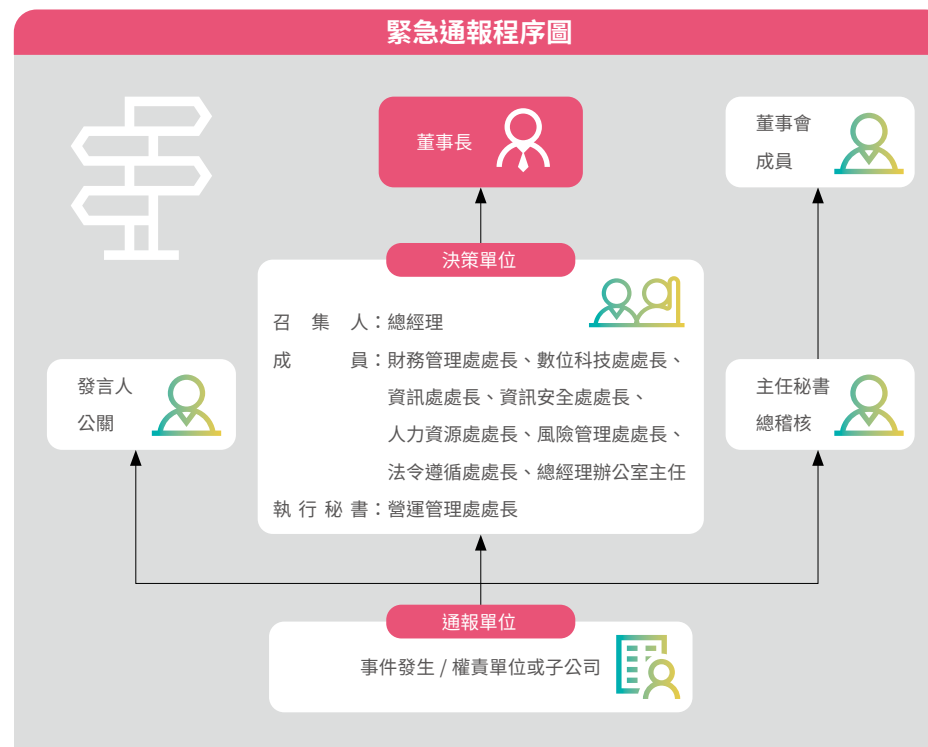 緊急通報程序圖
董事長
董事會
成員
決策單位
召集人：總經理
成員：財務管理處處長、數位科技處處長、
資訊處處長、資訊安全處處長、
人力資源處處長、風險管理處處長、
法令遵循處處長、總經理辦公室主任
執行秘書：營運管理處處長
發言人
公關
主任秘書
總稽核
通報單位
事件發生 / 權責單位或子公司